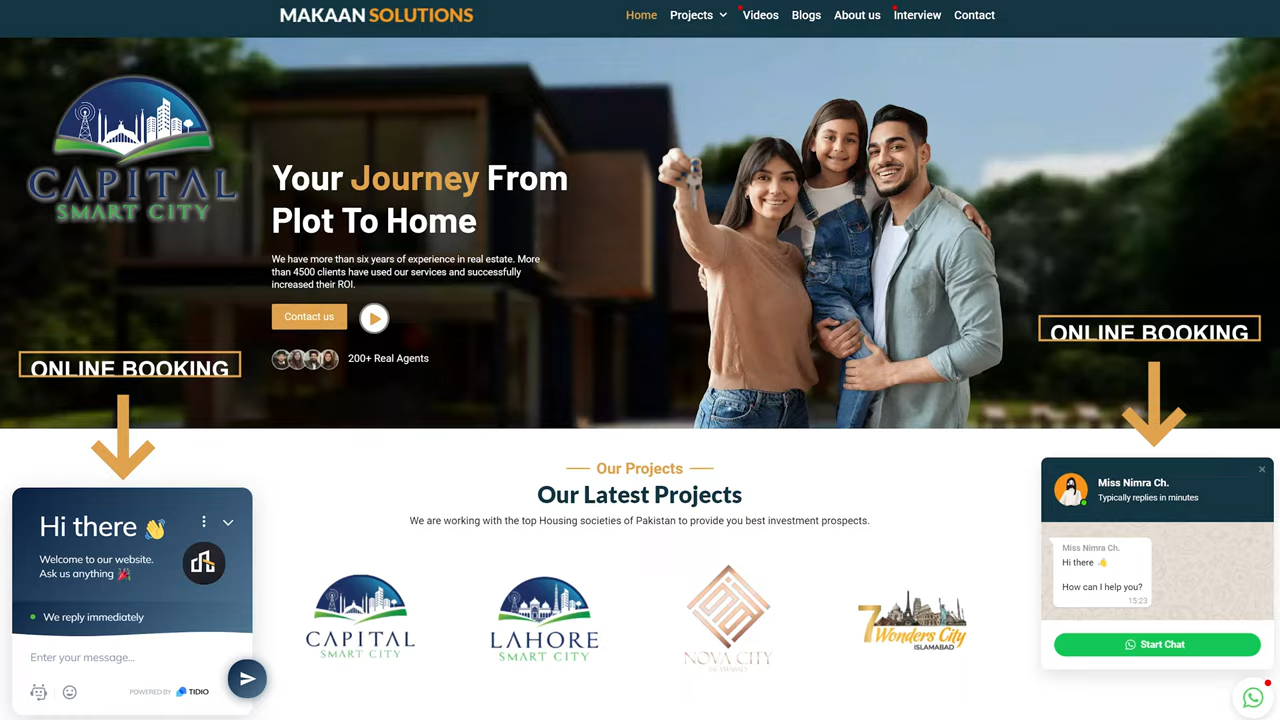 MAKAAN SOLUTIONS
Home Projects Videos Blogs About us Interview Contact
CAPITAL
SMART CITY
Your Journey From
Plot To Home
We have more than six years of experience in real estate. More
than 4500 clients have used our services and successfully
increased their ROI.
Contact us
200+ Real Agents
ONLINE BOOKING
ONLINE BOOKING
Our Projects
Our Latest Projects
We are working with the top Housing societies of Pakistan to provide you best investment prospects.
CAPITAL
SMART CITY
LAHORE
SMART CITY
NOVA CITY
7 Wonders City
ISLAMABAD
Hi there
Welcome to our website.
Ask us anything
We reply immediately
Enter your message...
POWERED BY TIDIO
Miss Nimra Ch.
Typically replies in minutes
Miss Nimra Ch.
Hi there
How can I help you?
15:23
Start Chat